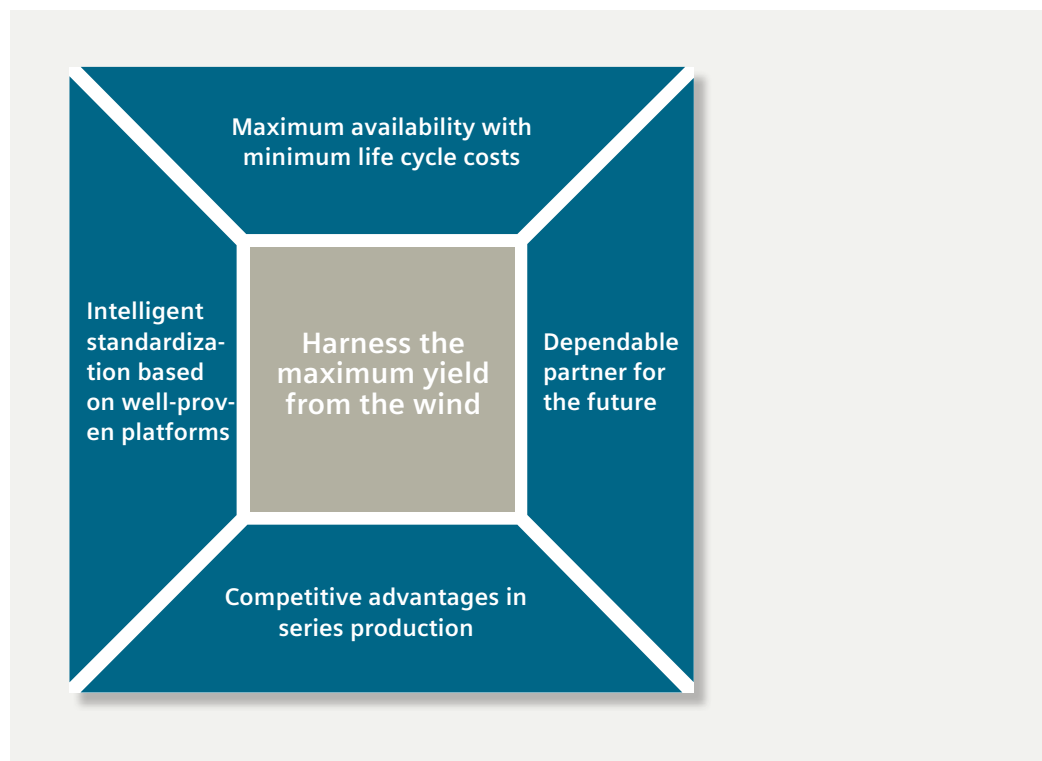 Maximum availability with
minimum life cycle costs
Intelligent
standardiza-
tion based
on well-prov-
en platforms
Harness the
maximum yield
from the wind
Dependable
partner for
the future
Competitive advantages in
series production